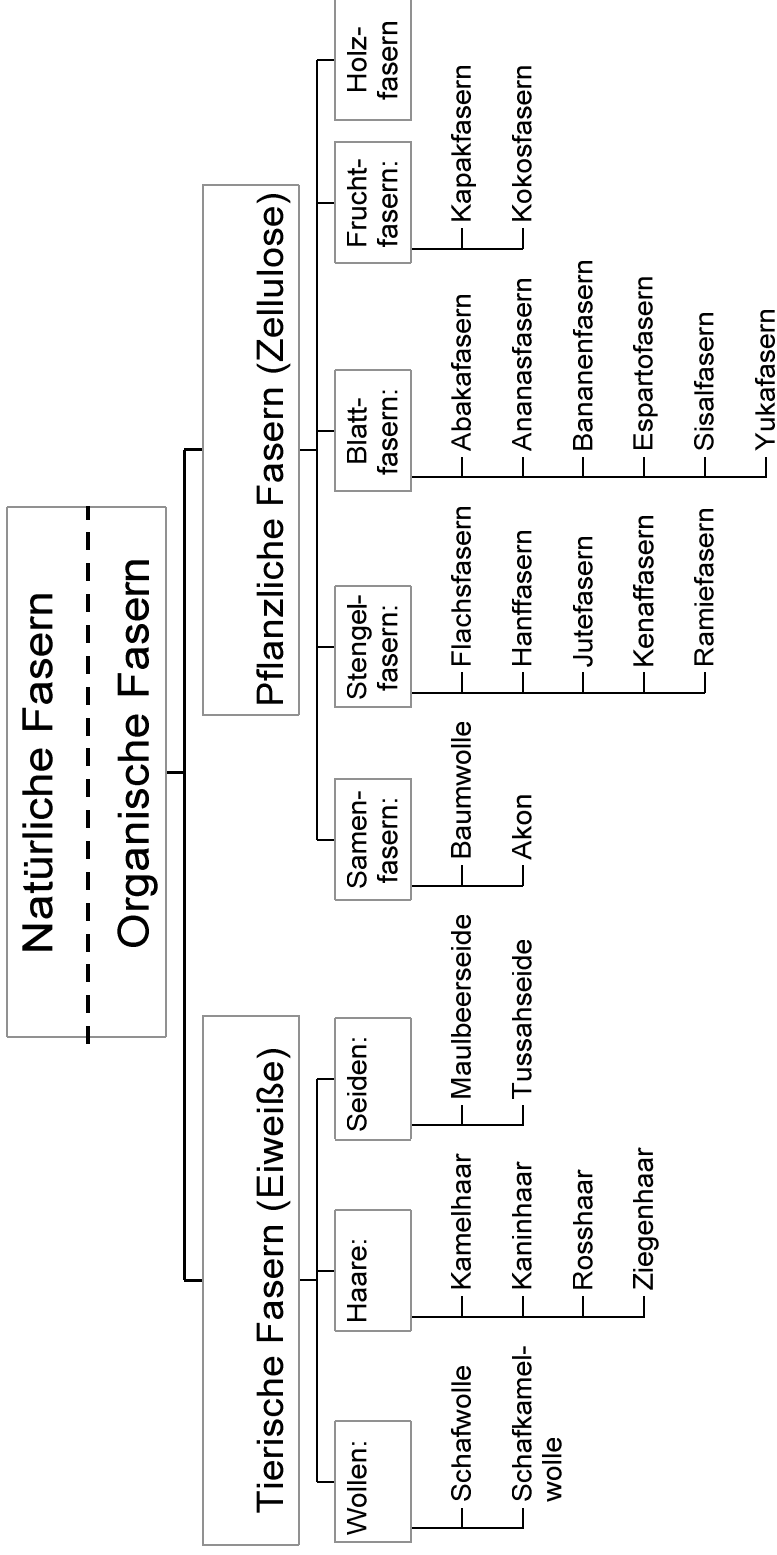 Natürliche Fasern
Organische Fasern
Tierische Fasern (Eiweiße)
Wollen:
Schafwolle
Schafkamel-
wolle
Haare:
Kamelhaar
Kaninhaar
Rosshaar
Ziegenhaar
Seiden:
Maulbeerseide
Tussahseide
Pflanzliche Fasern (Zellulose)
Samen-
fasern:
Baumwolle
Akon
Stengel-
fasern:
Flachsfasern
Hanffasern
Jutefasern
Kenaffasern
Ramiefasern
Blatt-
fasern:
Abakafasern
Ananasfasern
Bananenfasern
Espartofasern
Sisalfasern
Yukafasern
Frucht-
fasern:
Kapakfasern
Kokosfasern
Holz-
fasern